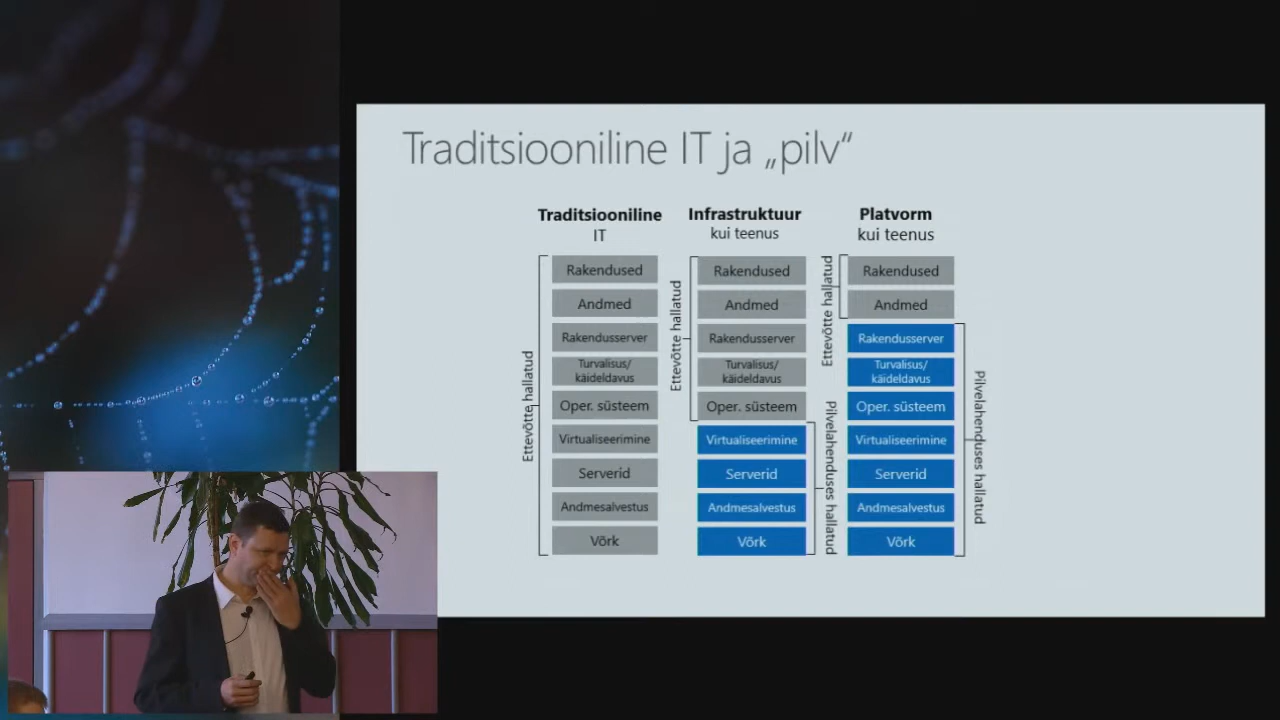 Traditsiooniline IT ja „pilv“
Traditsiooniline
IT
Ettevõtte hallatud
Rakendused
Andmed
Rakendusserver
Turvalisus/
käideldavus
Oper. süsteem
Virtualiseerimine
Serverid
Andmesalvestus
Võrk
Infrastruktuur
kui teenus
Ettevõtte hallatud
Rakendused
Andmed
Rakendusserver
Turvalisus/
käideldavus
Oper. süsteem
Virtualiseerimine
Serverid
Andmesalvestus
Võrk
Pilvelahenduses hallatud
Platvorm
kui teenus
Ettevõtte hallatud
Rakendused
Andmed
Rakendusserver
Turvalisus/
käideldavus
Oper. süsteem
Virtualiseerimine
Serverid
Andmesalvestus
Võrk
Pilvelahenduses hallatud